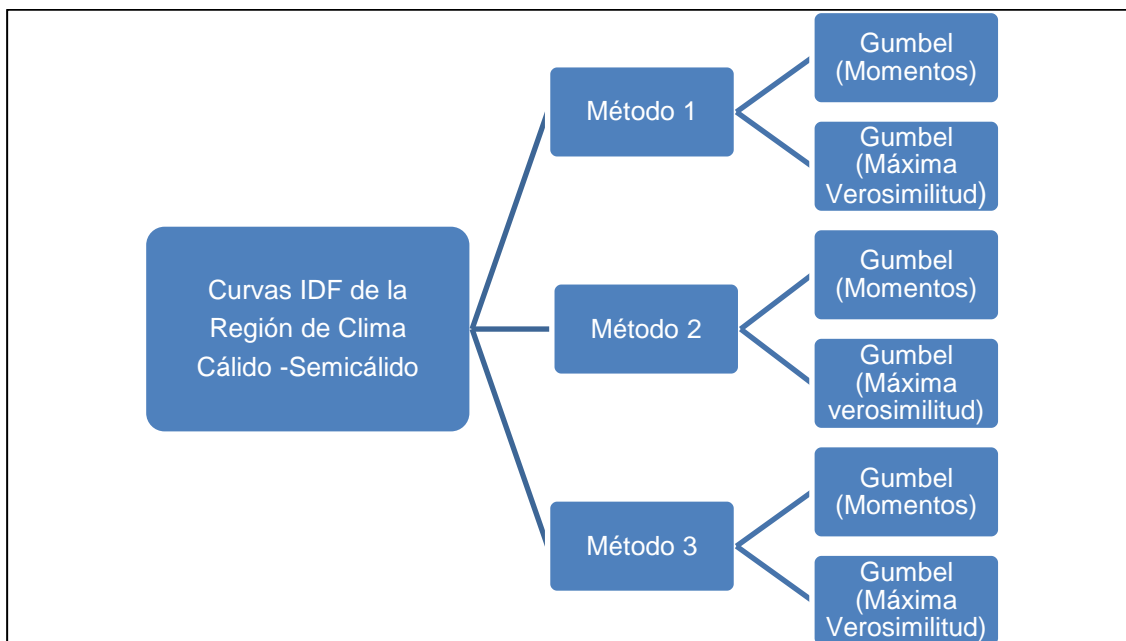 Curvas IDF de la
Región de Clima
Cálido -Semicálido
Método 1
Gumbel
(Momentos)
Gumbel
(Máxima
Verosimilitud)
Método 2
Gumbel
(Momentos)
Gumbel
(Máxima
verosimilitud)
Método 3
Gumbel
(Momentos)
Gumbel
(Máxima
Verosimilitud)